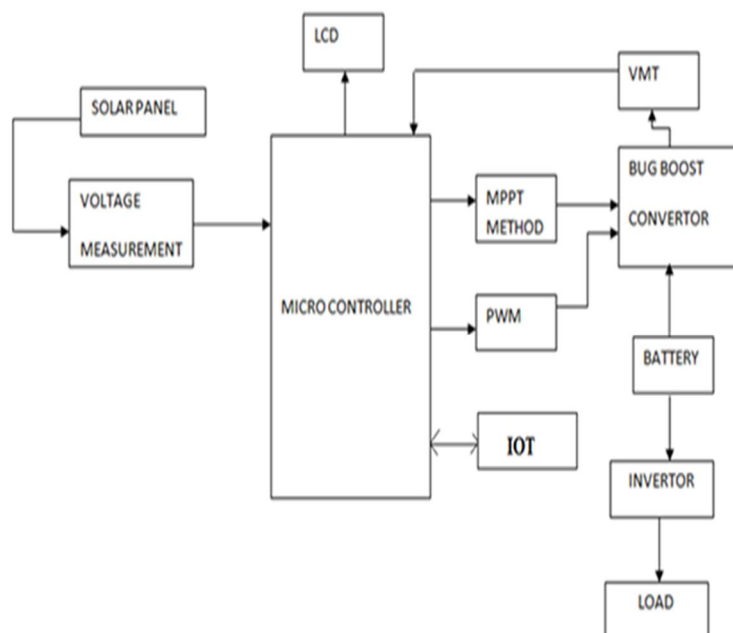 LCD
VMT
SOLAR PANEL
BUG BOOST
CONVERTOR
VOLTAGE
MEASUREMENT
MPPT
METHOD
MICRO CONTROLLER
PWM
BATTERY
IOT
INVERTOR
LOAD